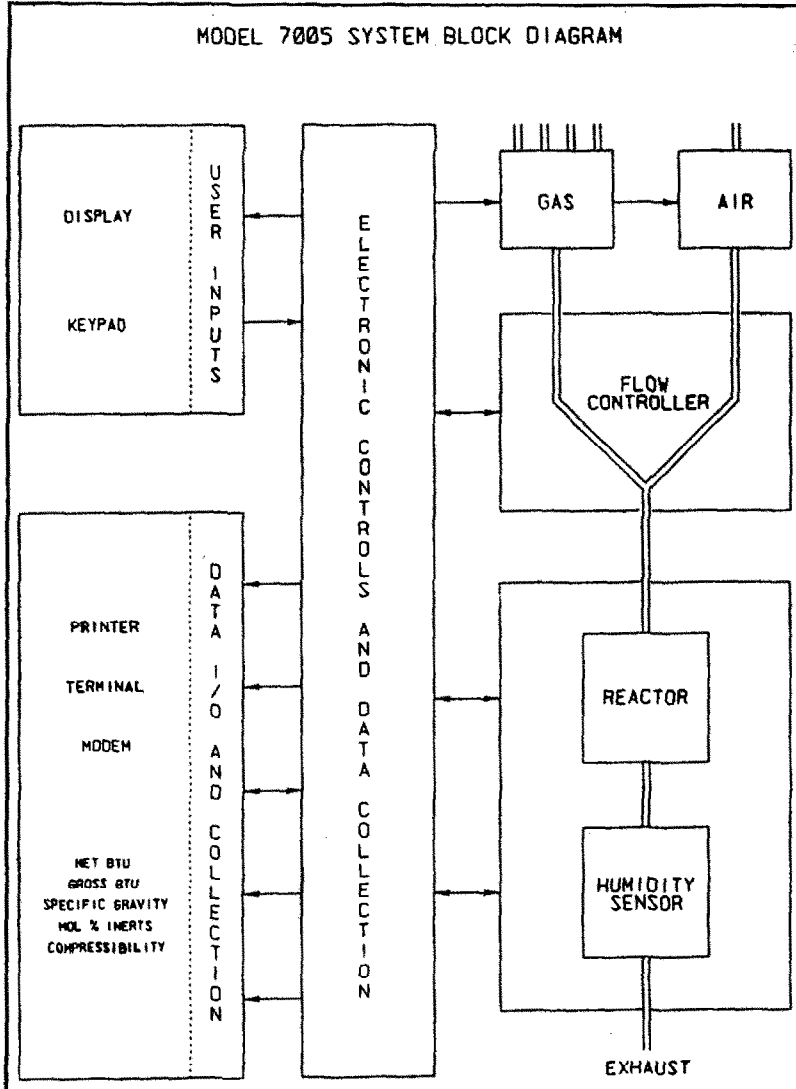 MODEL 7005 SYSTEM BLOCK DIAGRAM
DISPLAY
KEYPAD
USER INPUTS
PRINTER
TERMINAL
MODEM
NET BTU
GROSS BTU
SPECIFIC GRAVITY
MOL % INERTS
COMPRESSIBILITY
DATA I/O AND COLLECTION
ELECTRONIC CONTROLS AND DATA COLLECTION
GAS
AIR
FLOW
CONTROLLER
REACTOR
HUMIDITY
SENSOR
EXHAUST